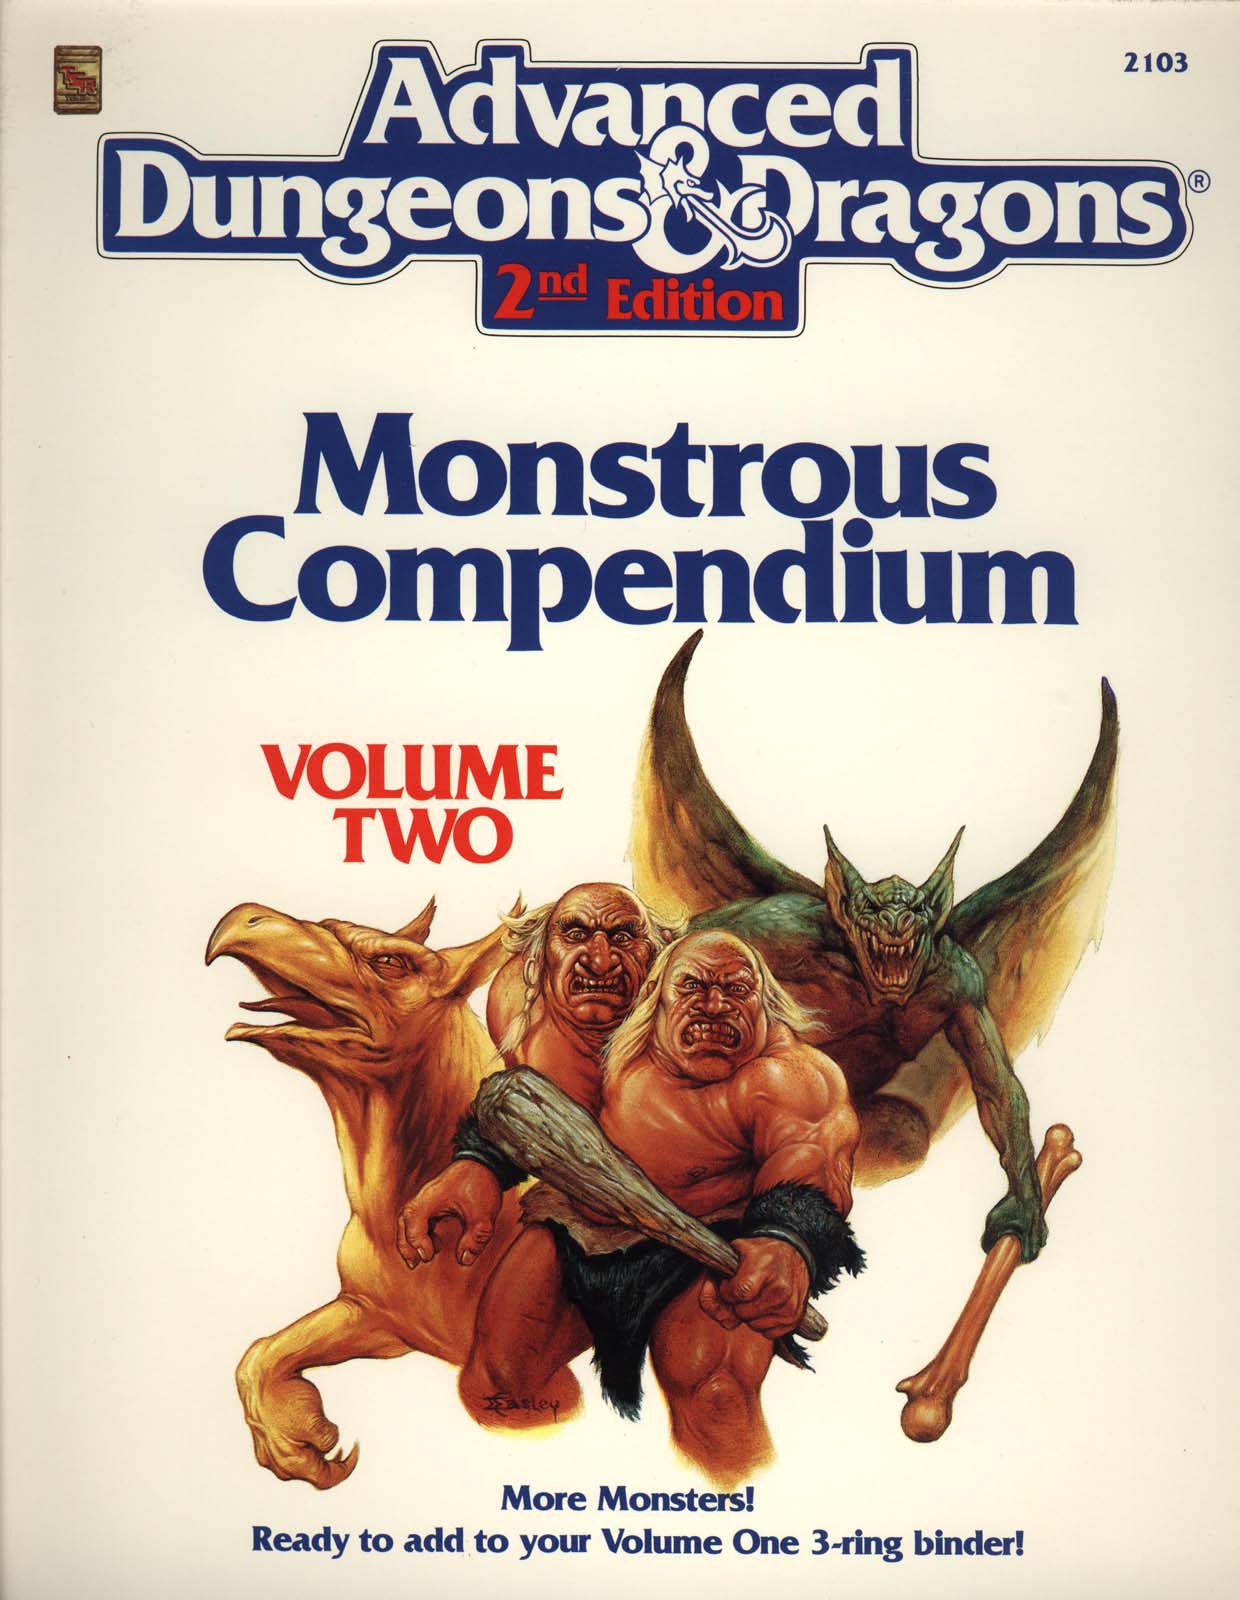 TSR
2103
Advanced
Dungeons & Dragons®
2nd Edition
Monstrous
Compendium
VOLUME
TWO
Easley
More Monsters!
Ready to add to your Volume One 3-ring binder!